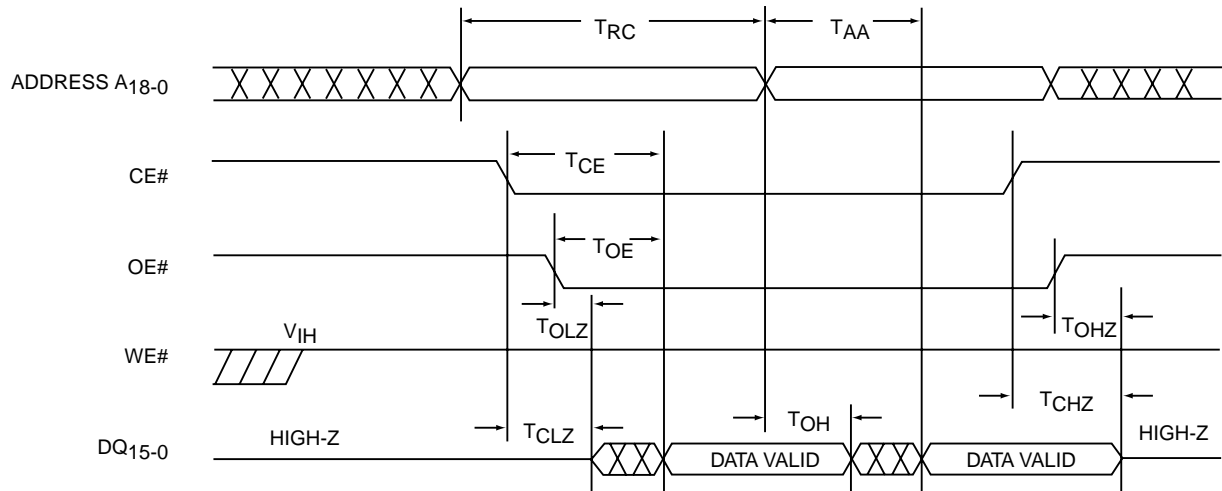 TRC
TAA
ADDRESS A18-0
TCE
CE#
TOE
OE#
TOLZ
TOHZ
VIH
WE#
TCHZ
TCLZ
TOH
HIGH-Z
HIGH-Z
DQ15-0
DATA VALID
DATA VALID